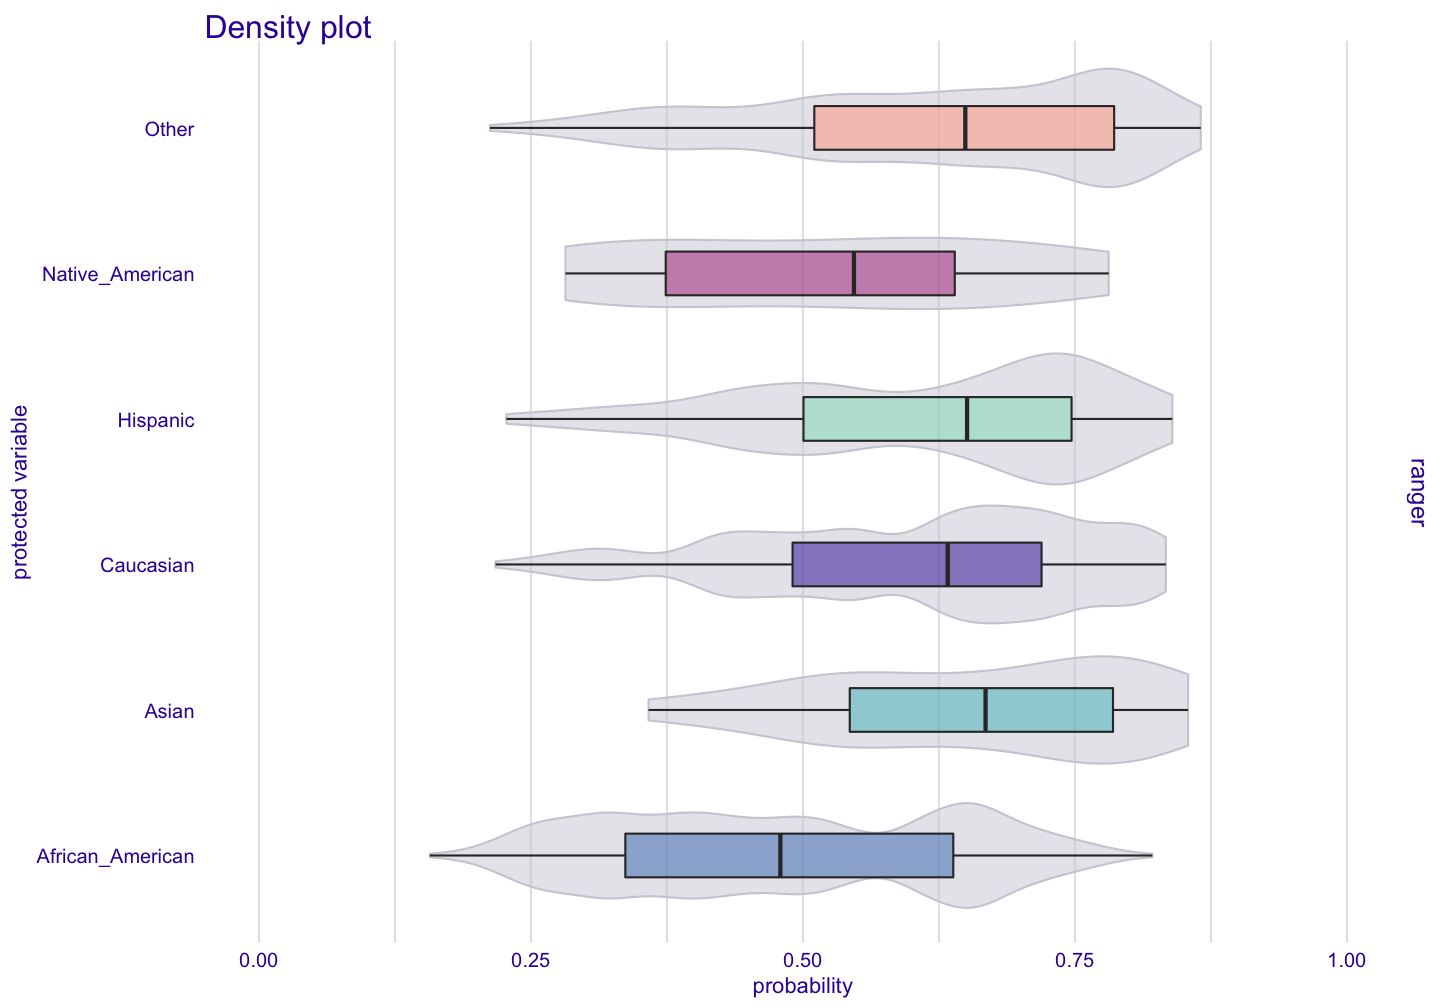 Density plot
Other
Native_American
Hispanic
Caucasian
Asian
African_American
protected variable
ranger
0.00 0.25 0.50 0.75 1.00
probability